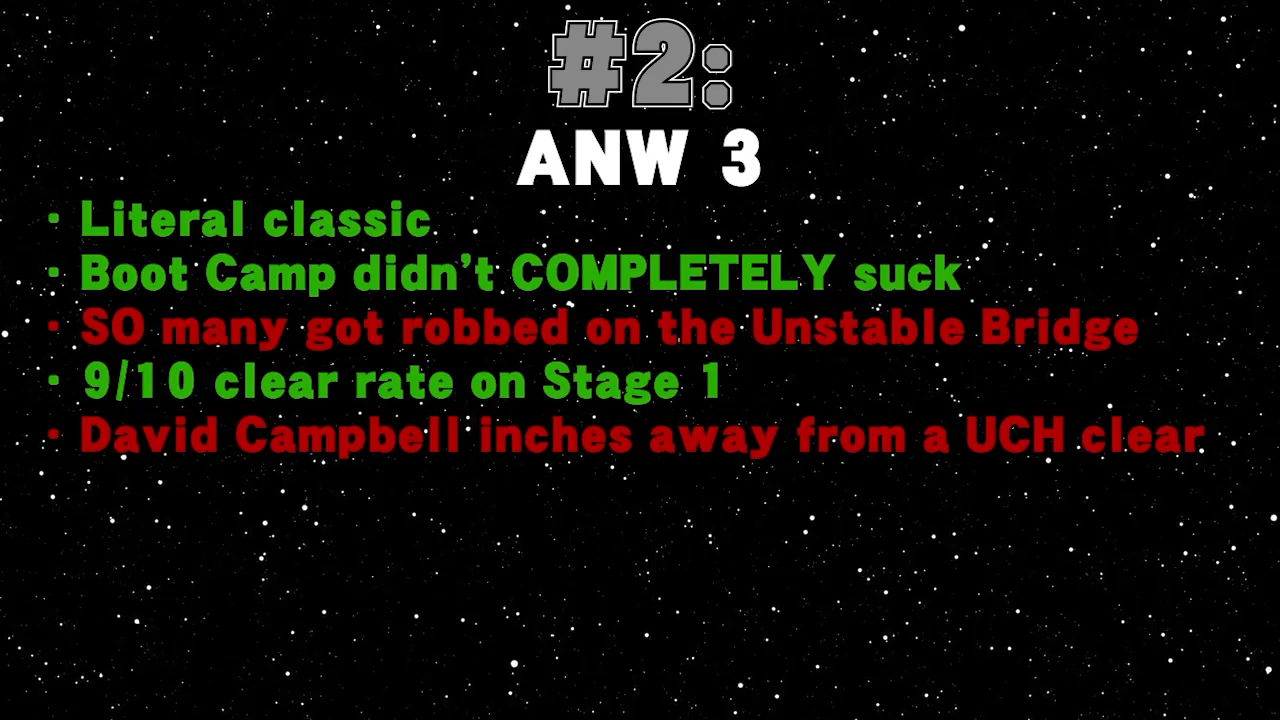 #2:
ANW 3
· Literal classic
· Boot Camp didn't COMPLETELY suck
· SO many got robbed on the Unstable Bridge
· 9/10 clear rate on Stage 1
· David Campbell inches away from a UCH clear